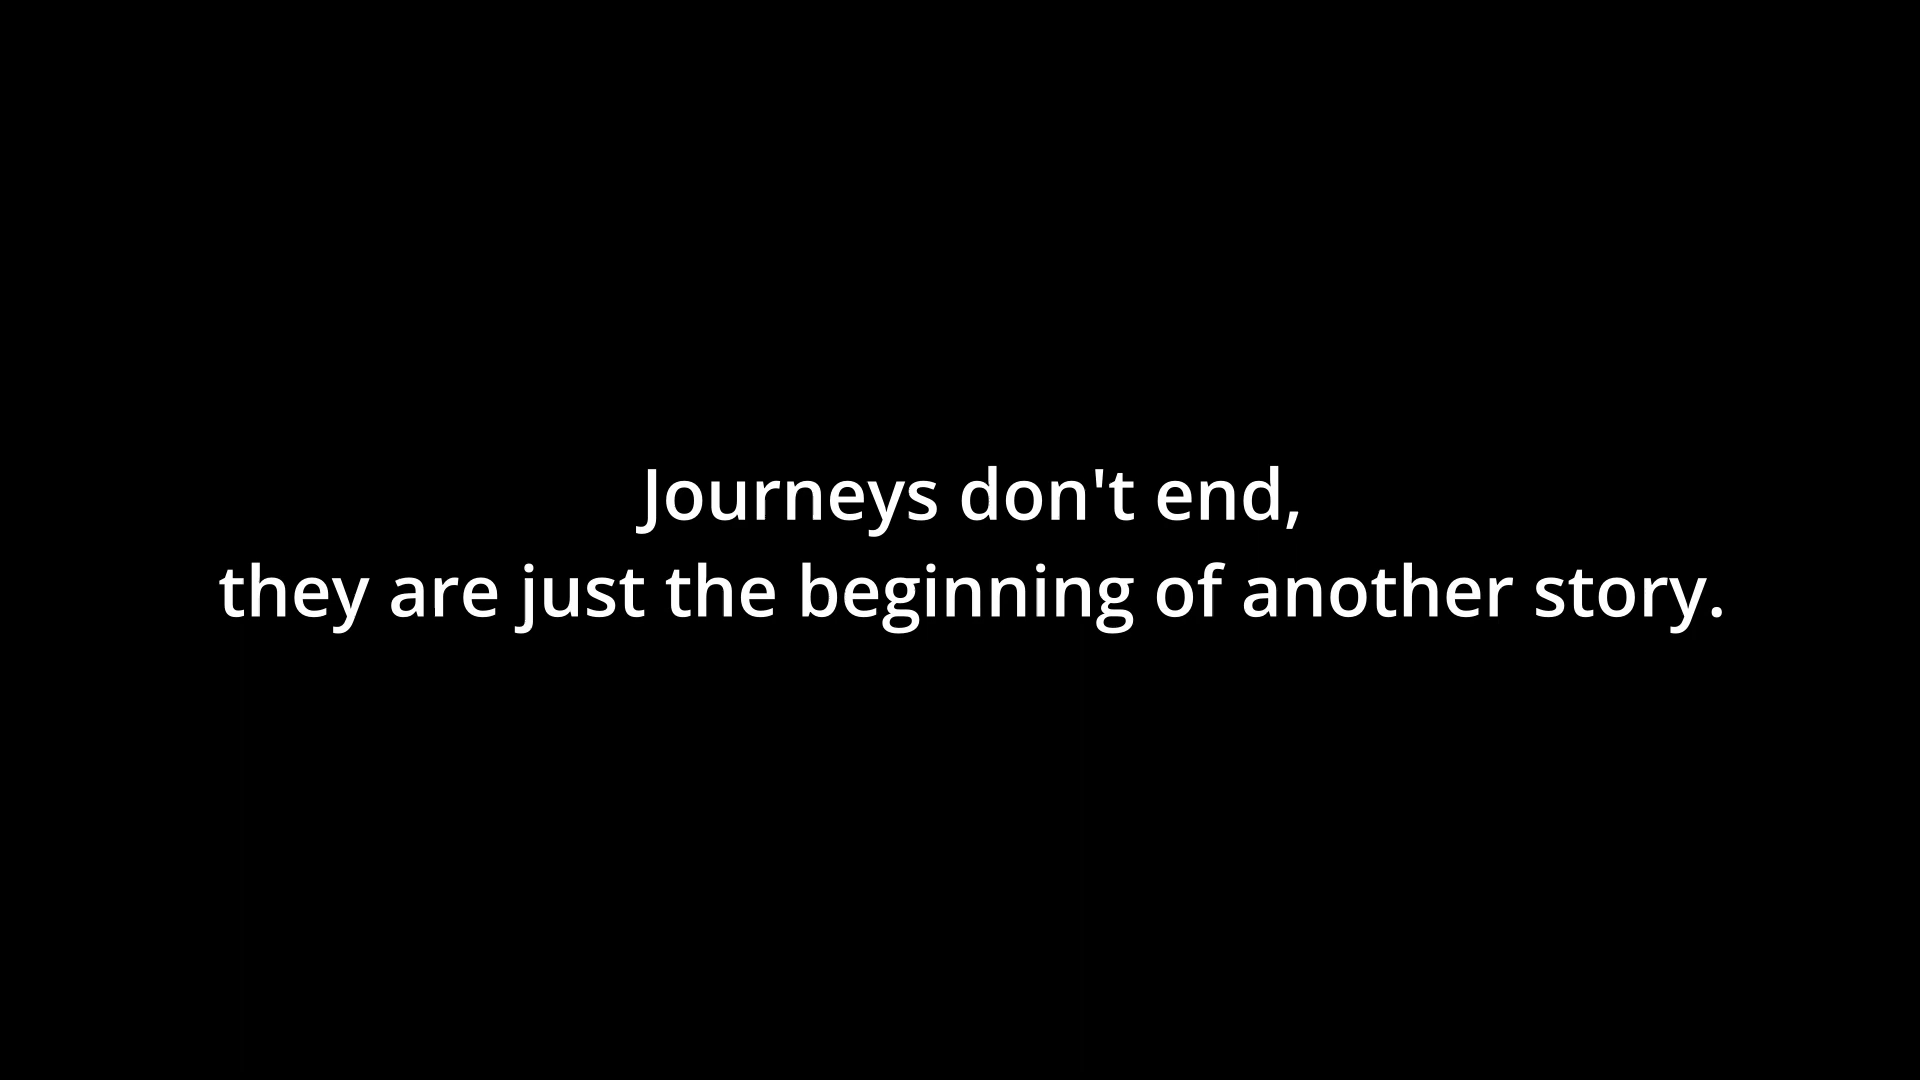 Journeys don't end,
they are just the beginning of another story.